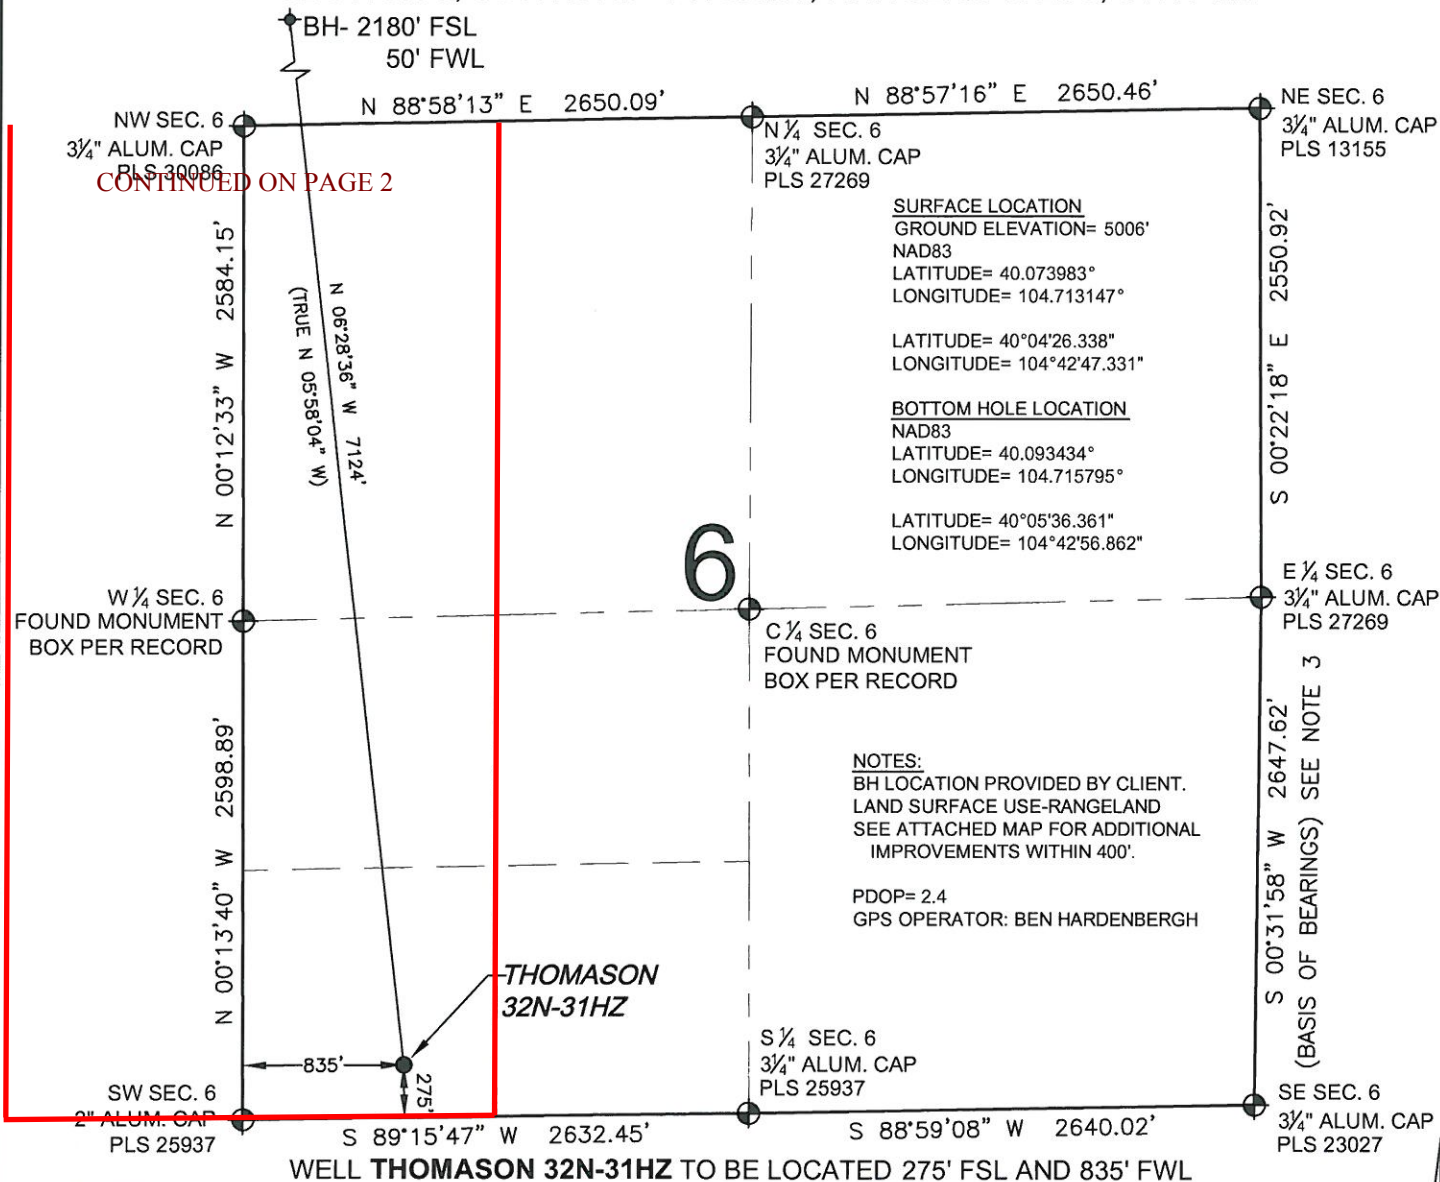 BH- 2180' FSL
50' FWL
N 88°58'13" E 2650.09'
N 88°57'16" E 2650.46'
NW SEC. 6
3¼" ALUM. CAP
PLS 30086
CONTINUED ON PAGE 2
N ¼ SEC. 6
3¼" ALUM. CAP
PLS 27269
NE SEC. 6
3¼" ALUM. CAP
PLS 13155
SURFACE LOCATION
GROUND ELEVATION= 5006'
NAD83
LATITUDE= 40.073983°
LONGITUDE= 104.713147°
LATITUDE= 40°04'26.338"
LONGITUDE= 104°42'47.331"
BOTTOM HOLE LOCATION
NAD83
LATITUDE= 40.093434°
LONGITUDE= 104.715795°
LATITUDE= 40°05'36.361"
LONGITUDE= 104°42'56.862"
N 00°12'33" W 2584.15'
N 06°28'36" W 7124'
(TRUE N 05°58'04" W)
S 00°22'18" E 2550.92'
6
W ¼ SEC. 6
FOUND MONUMENT
BOX PER RECORD
C ¼ SEC. 6
FOUND MONUMENT
BOX PER RECORD
E ¼ SEC. 6
3¼" ALUM. CAP
PLS 27269
N 00°13'40" W 2598.89'
NOTES:
BH LOCATION PROVIDED BY CLIENT.
LAND SURFACE USE-RANGELAND
SEE ATTACHED MAP FOR ADDITIONAL
IMPROVEMENTS WITHIN 400'.
PDOP= 2.4
GPS OPERATOR: BEN HARDENBERGH
S 00°31'58" W 2647.62'
(BASIS OF BEARINGS) SEE NOTE 3
THOMASON
32N-31HZ
835'
275'
SW SEC. 6
2" ALUM. CAP
PLS 25937
S ¼ SEC. 6
3¼" ALUM. CAP
PLS 25937
SE SEC. 6
3¼" ALUM. CAP
PLS 23027
S 89°15'47" W 2632.45'
S 88°59'08" W 2640.02'
WELL THOMASON 32N-31HZ TO BE LOCATED 275' FSL AND 835' FWL